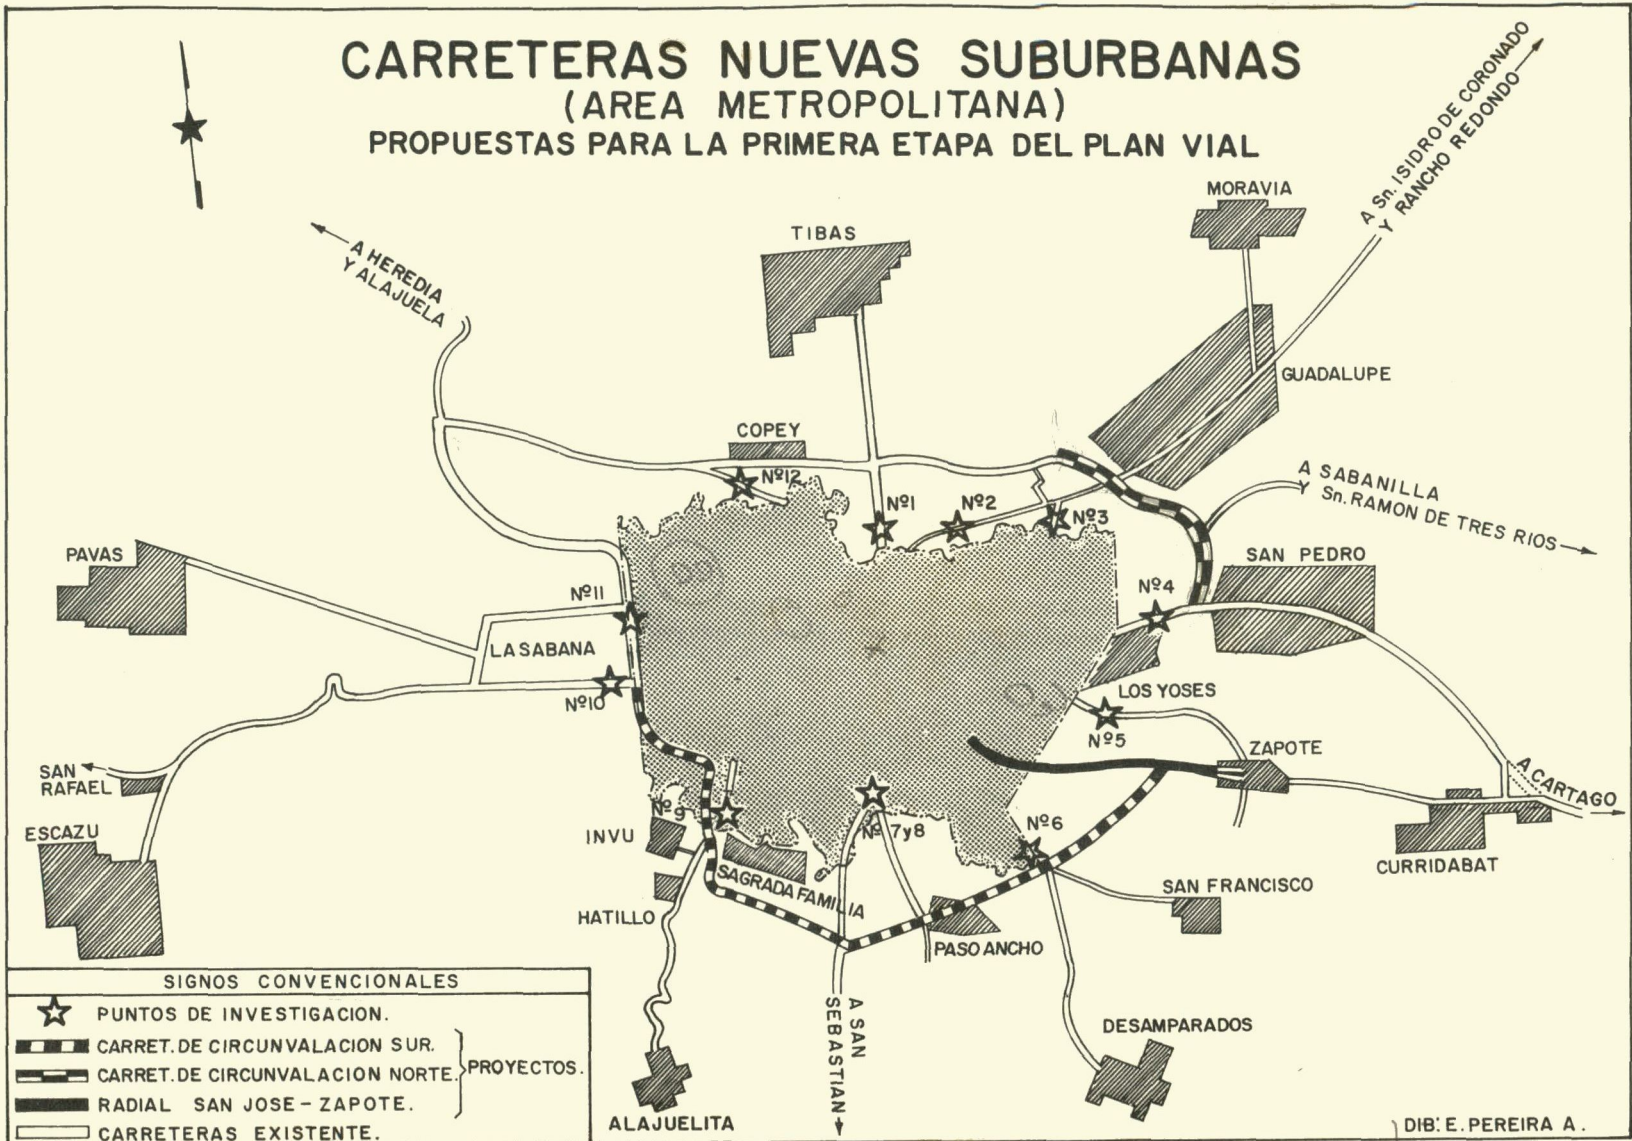 CARRETERAS NUEVAS SUBURBANAS
(AREA METROPOLITANA)
PROPUESTAS PARA LA PRIMERA ETAPA DEL PLAN VIAL
A Sn. ISIDRO DE CORONADO
Y RANCHO REDONDO
MORAVIA
TIBAS
A HEREDIA
Y ALAJUELA
GUADALUPE
COPEY
Nº12
Nº1
Nº2
Nº3
A SABANILLA
Y Sn. RAMON DE TRES RIOS
PAVAS
SAN PEDRO
Nº11
Nº4
LA SABANA
Nº10
LOS YOSES
Nº5
ZAPOTE
SAN
RAFAEL
A CARTAGO
ESCAZU
INVU
Nº9
Nº 7y8
Nº6
CURRIDABAT
SAGRADA FAMILIA
SAN FRANCISCO
HATILLO
PASO ANCHO
A SAN
SEBASTIAN
DESAMPARADOS
ALAJUELITA
SIGNOS CONVENCIONALES
PUNTOS DE INVESTIGACION.
CARRET. DE CIRCUNVALACION SUR.
CARRET. DE CIRCUNVALACION NORTE.
PROYECTOS.
RADIAL SAN JOSE-ZAPOTE.
CARRETERAS EXISTENTE.
DIB: E. PEREIRA A.